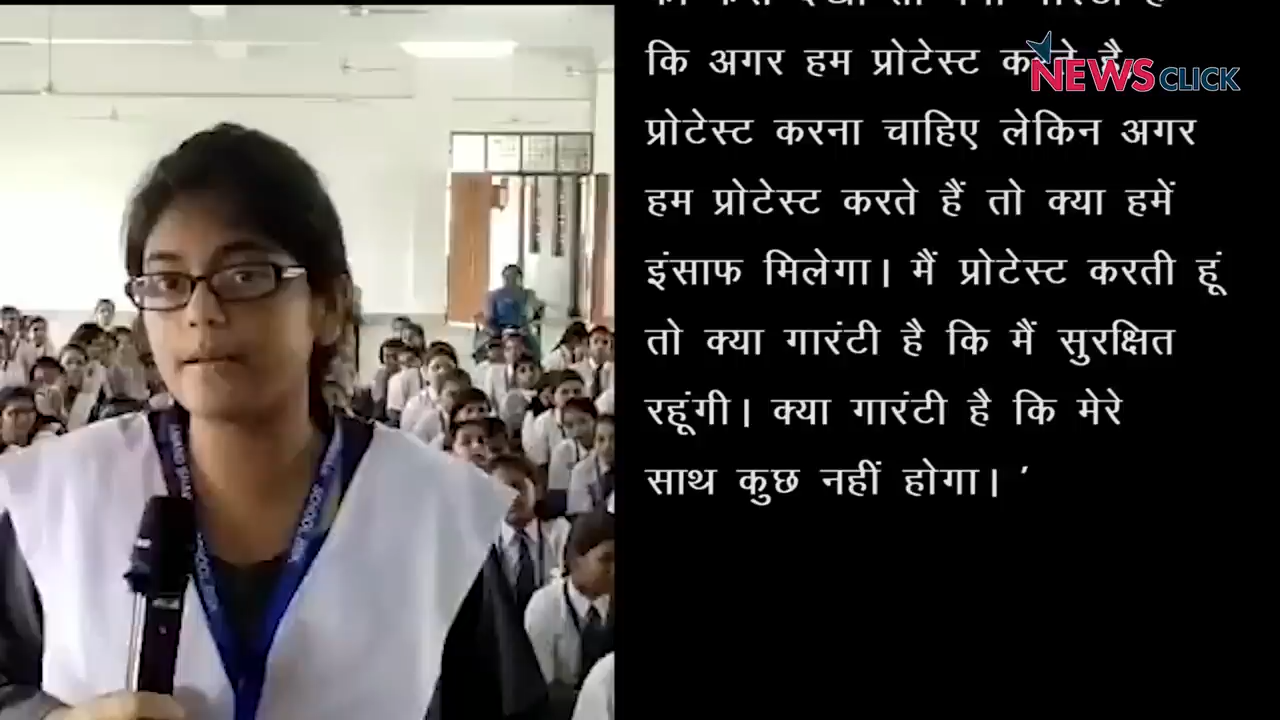 कि अगर हम प्रोटेस्ट करते है,
NEWSCLICK
प्रोटेस्ट करना चाहिए लेकिन अगर
हम प्रोटेस्ट करते हैं तो क्या हमें
इंसाफ मिलेगा। मैं प्रोटेस्ट करती हूं
तो क्या गारंटी है कि मैं सुरक्षित
रहूंगी। क्या गारंटी है कि मेरे
साथ कुछ नहीं होगा। ’